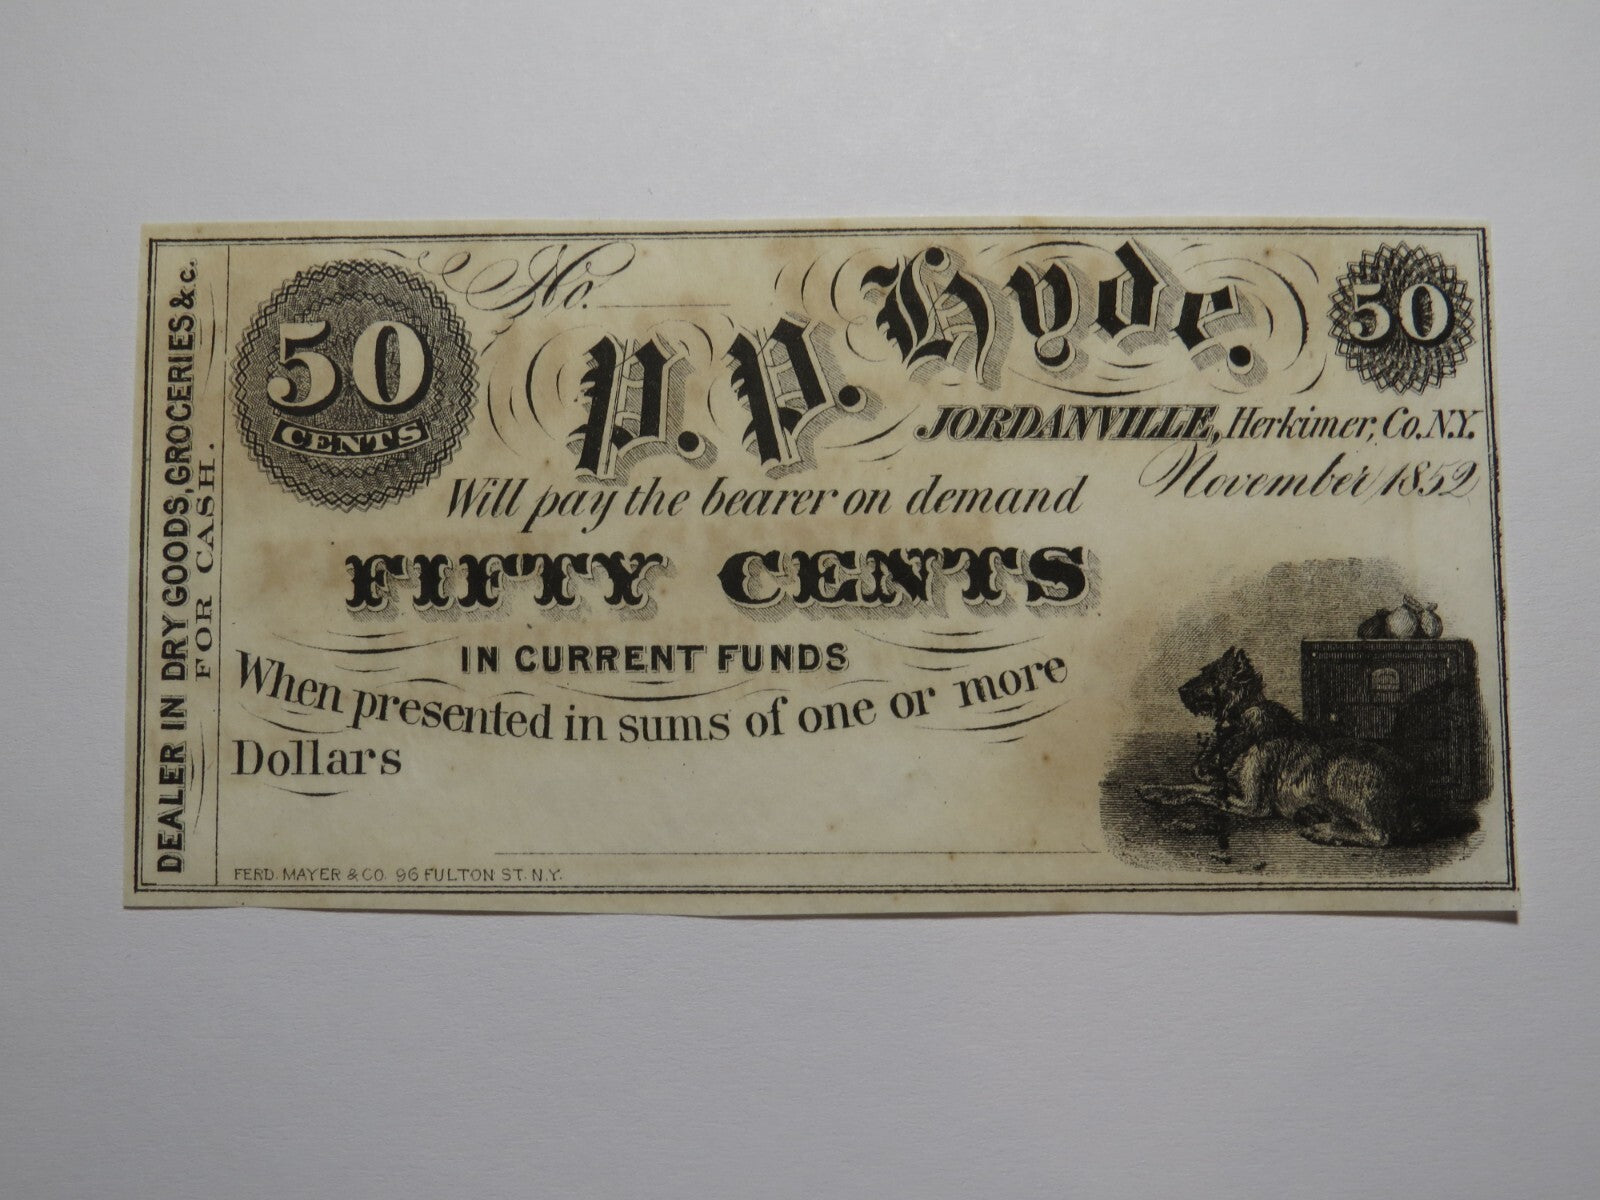 DEALER IN DRY GOODS, GROCERIES & c.
FOR CASH.
50
CENTS
No.
P. P. Hyde.
50
JORDANVILLE, Herkimer, Co. N.Y.
November 1852
Will pay the bearer on demand
FIFTY CENTS
IN CURRENT FUNDS
When presented in sums of one or more
Dollars
FERD. MAYER & CO. 96 FULTON ST. N.Y.